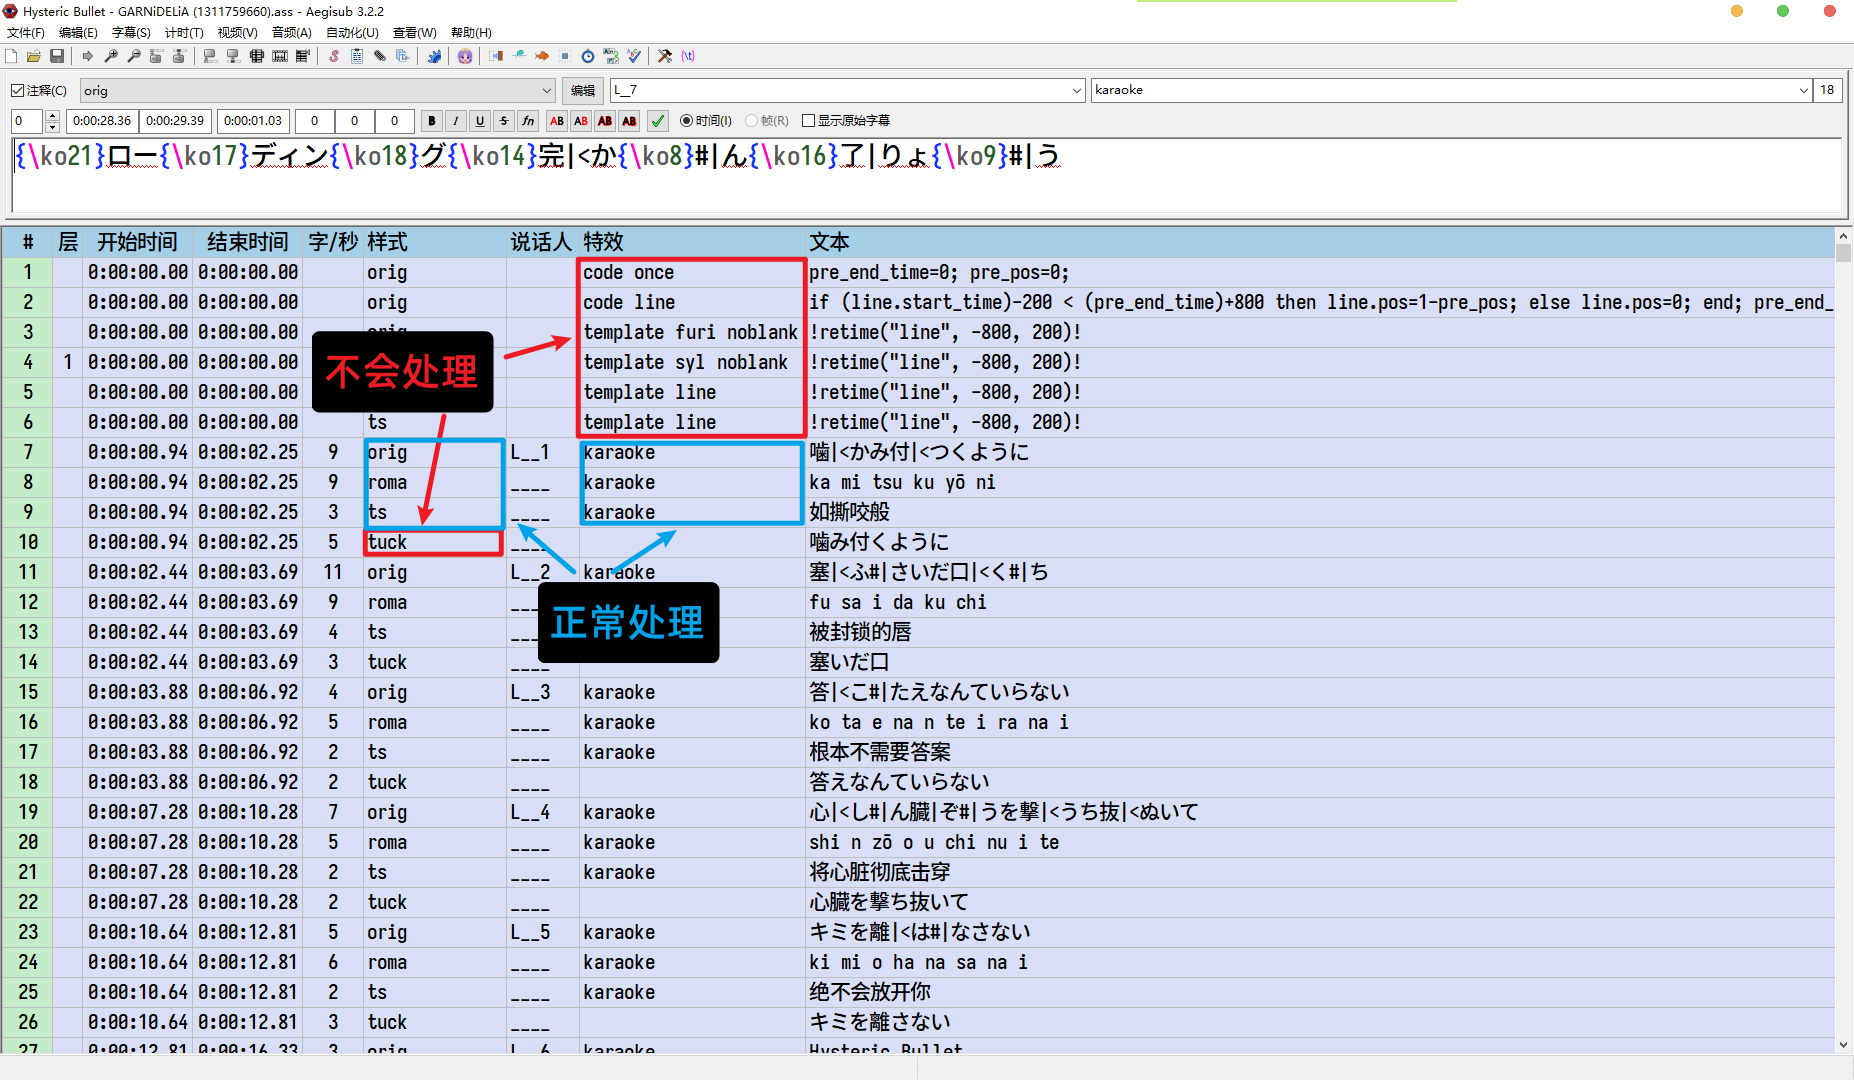 Hysteric Bullet - GARNiDELiA (1311759660).ass - Aegisub 3.2.2
文件(F) 编辑(E) 字幕(S) 计时(T) 视频(V) 音频(A) 自动化(U) 查看(W) 帮助(H)
注释(C) orig 编辑 L__7 karaoke 18
0 0:00:28.36 0:00:29.39 0:00:01.03 0 0 0 B I U S fn AB AB AB AB 时间(I) 帧(R) 显示原始字幕
{\ko21}ロー{\ko17}ディン{\ko18}グ{\ko14}完|<か{\ko8}#|ん{\ko16}了|りょ{\ko9}#|う
# 层 开始时间 结束时间 字/秒 样式 说话人 特效 文本
1 0:00:00.00 0:00:00.00 orig code once pre_end_time=0; pre_pos=0;
2 0:00:00.00 0:00:00.00 orig code line if (line.start_time)-200 < (pre_end_time)+800 then line.pos=1-pre_pos; else line.pos=0; end; pre_end_
3 0:00:00.00 0:00:00.00 orig template furi noblank !retime("line", -800, 200)!
不会处理
4 1 0:00:00.00 0:00:00.00 template syl noblank !retime("line", -800, 200)!
5 0:00:00.00 0:00:00.00 template line !retime("line", -800, 200)!
6 0:00:00.00 0:00:00.00 ts template line !retime("line", -800, 200)!
7 0:00:00.94 0:00:02.25 9 orig L__1 karaoke 噛|<かみ付|<つくように
8 0:00:00.94 0:00:02.25 9 roma ____ karaoke ka mi tsu ku yō ni
9 0:00:00.94 0:00:02.25 3 ts ____ karaoke 如撕咬般
10 0:00:00.94 0:00:02.25 5 tuck ____ 噛み付くように
11 0:00:02.44 0:00:03.69 11 orig L__2 karaoke 塞|<ふ#|さいだ口|<く#|ち
12 0:00:02.44 0:00:03.69 9 roma ____ fu sa i da ku chi
正常处理
13 0:00:02.44 0:00:03.69 4 ts ____ 被封锁的唇
14 0:00:02.44 0:00:03.69 3 tuck ____ 塞いだ口
15 0:00:03.88 0:00:06.92 4 orig L__3 karaoke 答|<こ#|たえなんていらない
16 0:00:03.88 0:00:06.92 5 roma ____ karaoke ko ta e na n te i ra na i
17 0:00:03.88 0:00:06.92 2 ts ____ karaoke 根本不需要答案
18 0:00:03.88 0:00:06.92 2 tuck ____ 答えなんていらない
19 0:00:07.28 0:00:10.28 7 orig L__4 karaoke 心|<し#|ん臓|ぞ#|うを撃|<うち抜|<ぬいて
20 0:00:07.28 0:00:10.28 5 roma ____ karaoke shi n zō o u chi nu i te
21 0:00:07.28 0:00:10.28 2 ts ____ karaoke 将心脏彻底击穿
22 0:00:07.28 0:00:10.28 2 tuck ____ 心臓を撃ち抜いて
23 0:00:10.64 0:00:12.81 5 orig L__5 karaoke キミを離|<は#|なさない
24 0:00:10.64 0:00:12.81 6 roma ____ karaoke ki mi o ha na sa na i
25 0:00:10.64 0:00:12.81 2 ts ____ karaoke 绝不会放开你
26 0:00:10.64 0:00:12.81 3 tuck ____ キミを離さない
27 0:00:12.81 0:00:16.33 3 orig L__6 karaoke Hysteric Bullet